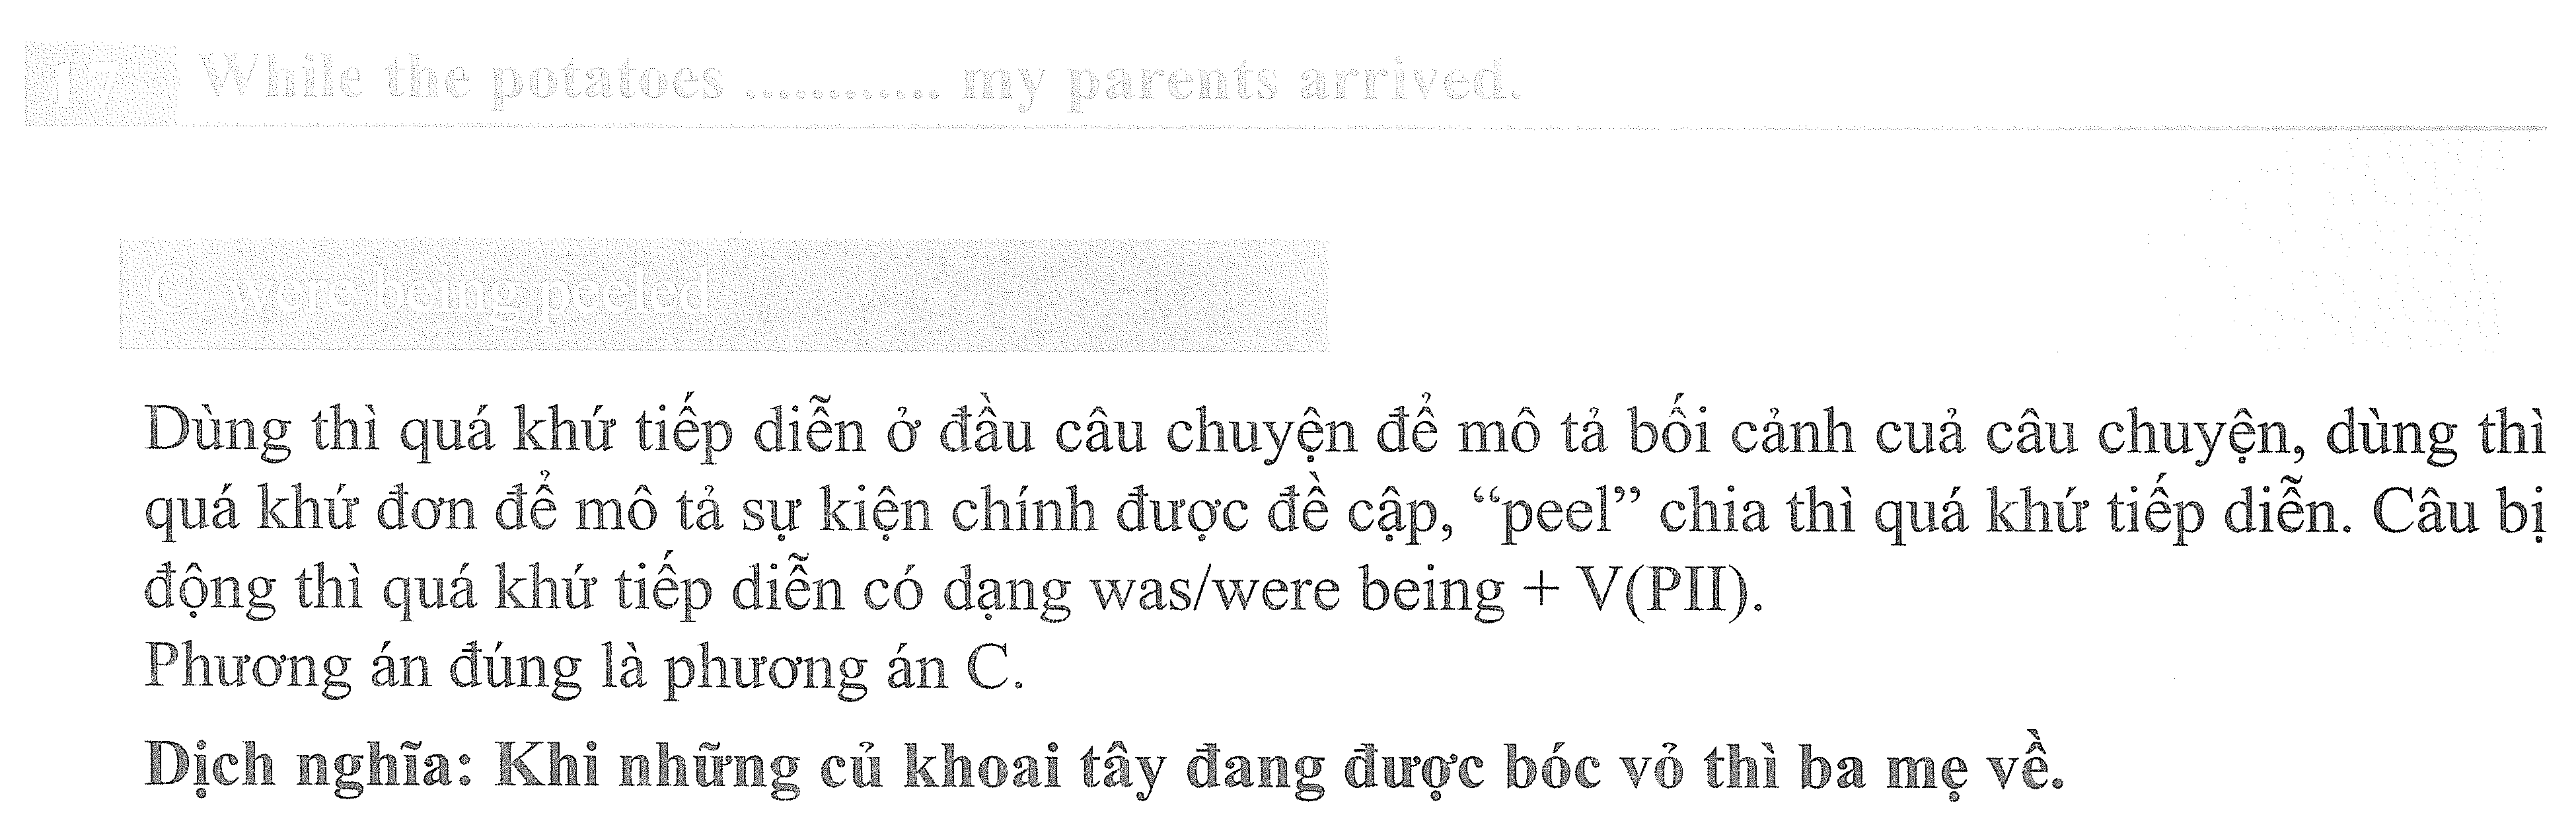 17 While the potatoes ............ my parents arrived.
C. were being peeled
Dùng thì quá khứ tiếp diễn ở đầu câu chuyện để mô tả bối cảnh cuả câu chuyện, dùng thì
quá khứ đơn để mô tả sự kiện chính được đề cập, “peel” chia thì quá khứ tiếp diễn. Câu bị
động thì quá khứ tiếp diễn có dạng was/were being + V(PII).
Phương án đúng là phương án C.
Dịch nghĩa: Khi những củ khoai tây đang được bóc vỏ thì ba mẹ về.